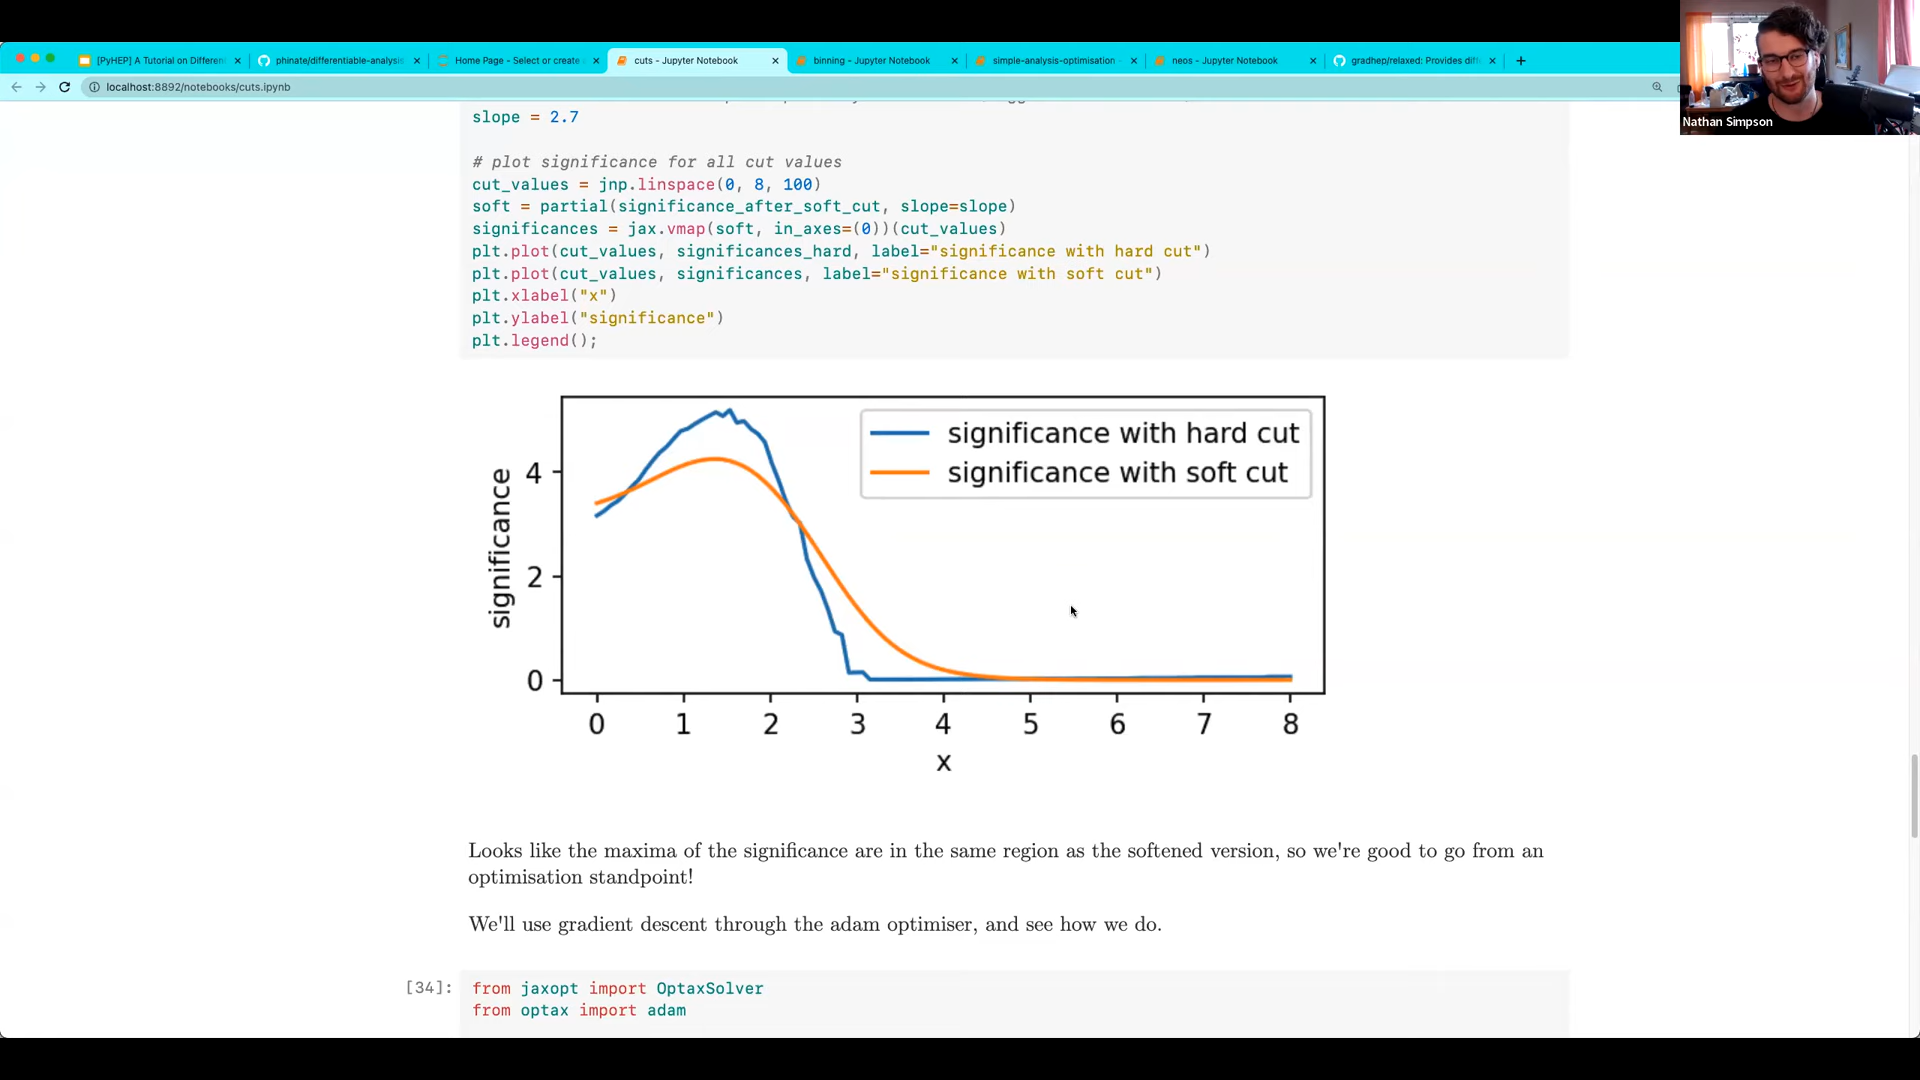 [PyHEP] A Tutorial on Differen
phinate/differentiable-analysis
Home Page - Select or create
cuts - Jupyter Notebook
binning - Jupyter Notebook
simple-analysis-optimisation -
neos - Jupyter Notebook
gradhep/relaxed: Provides diff
localhost:8892/notebooks/cuts.ipynb
Nathan Simpson
slope = 2.7
# plot significance for all cut values
cut_values = jnp.linspace(0, 8, 100)
soft = partial(significance_after_soft_cut, slope=slope)
significances = jax.vmap(soft, in_axes=(0))(cut_values)
plt.plot(cut_values, significances_hard, label="significance with hard cut")
plt.plot(cut_values, significances, label="significance with soft cut")
plt.xlabel("x")
plt.ylabel("significance")
plt.legend();
significance with hard cut
significance with soft cut
significance
4
2
0
0 1 2 3 4 5 6 7 8
x
Looks like the maxima of the significance are in the same region as the softened version, so we're good to go from an
optimisation standpoint!
We'll use gradient descent through the adam optimiser, and see how we do.
[34]:
from jaxopt import OptaxSolver
from optax import adam